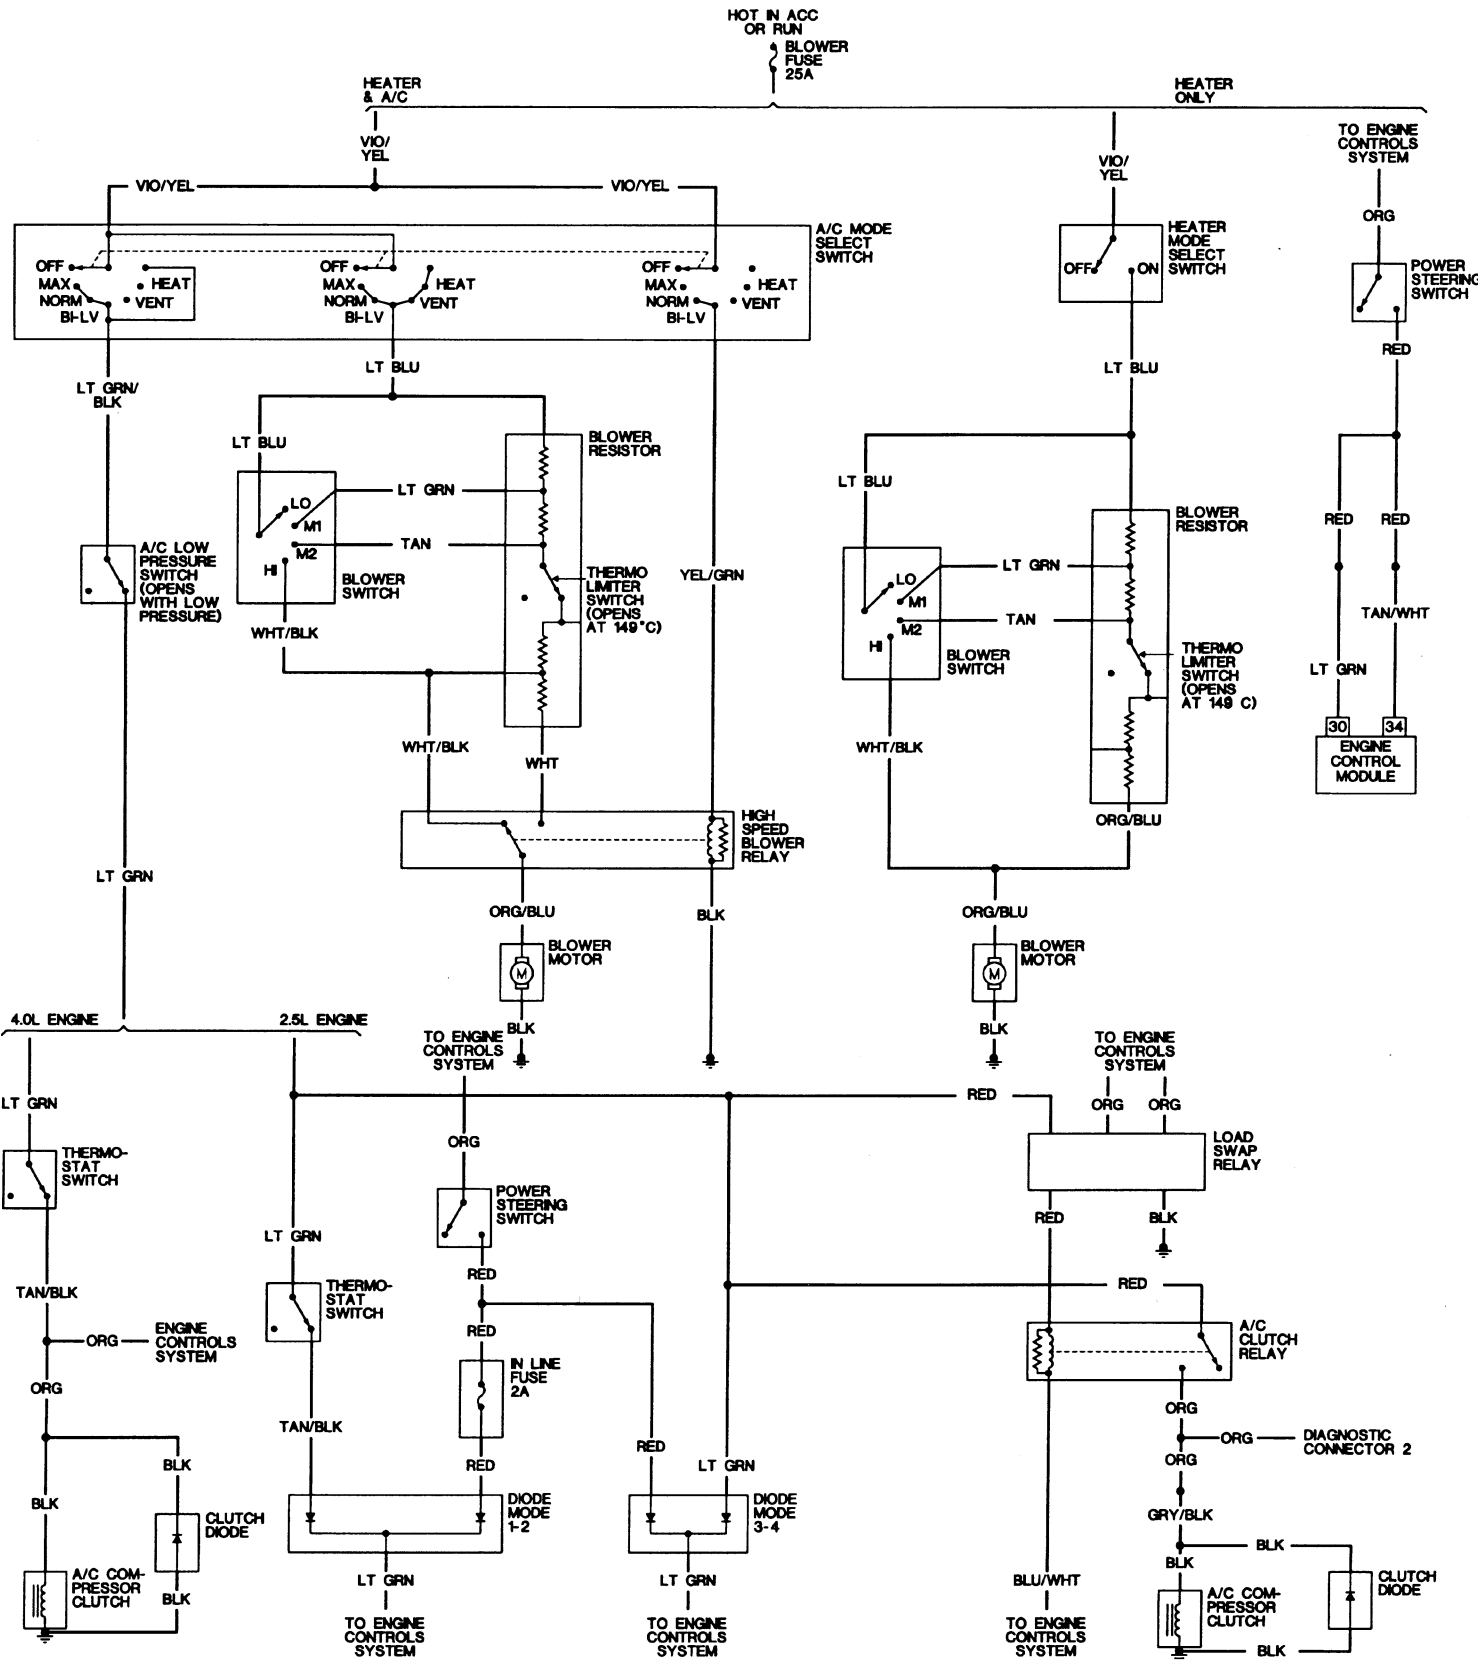 HOT IN ACC
OR RUN
BLOWER
FUSE
25A
HEATER
& A/C
HEATER
ONLY
VIO/
YEL
VIO/YEL
VIO/YEL
VIO/
YEL
TO ENGINE
CONTROLS
SYSTEM
ORG
A/C MODE
SELECT
SWITCH
OFF
MAX
NORM
BI-LV
HEAT
VENT
OFF
MAX
NORM
BI-LV
HEAT
VENT
OFF
MAX
NORM
BI-LV
HEAT
VENT
HEATER
MODE
SELECT
SWITCH
OFF
ON
POWER
STEERING
SWITCH
RED
LT GRN/
BLK
LT BLU
LT BLU
LT BLU
BLOWER
RESISTOR
LO
M1
M2
HI
LT GRN
TAN
BLOWER
SWITCH
THERMO
LIMITER
SWITCH
(OPENS
AT 149°C)
YEL/GRN
A/C LOW
PRESSURE
SWITCH
(OPENS
WITH LOW
PRESSURE)
WHT/BLK
WHT/BLK
WHT
LT BLU
BLOWER
RESISTOR
LO
M1
M2
HI
LT GRN
TAN
BLOWER
SWITCH
THERMO
LIMITER
SWITCH
(OPENS
AT 149 C)
WHT/BLK
ORG/BLU
RED
RED
TAN/WHT
LT GRN
30
34
ENGINE
CONTROL
MODULE
HIGH
SPEED
BLOWER
RELAY
LT GRN
ORG/BLU
BLK
ORG/BLU
BLOWER
MOTOR
M
BLOWER
MOTOR
M
BLK
BLK
4.0L ENGINE
2.5L ENGINE
TO ENGINE
CONTROLS
SYSTEM
TO ENGINE
CONTROLS
SYSTEM
LT GRN
RED
ORG
ORG
ORG
LOAD
SWAP
RELAY
THERMO-
STAT
SWITCH
POWER
STEERING
SWITCH
RED
BLK
LT GRN
RED
RED
TAN/BLK
THERMO-
STAT
SWITCH
RED
ORG
ENGINE
CONTROLS
SYSTEM
IN LINE
FUSE
2A
A/C
CLUTCH
RELAY
ORG
TAN/BLK
RED
ORG
ORG
DIAGNOSTIC
CONNECTOR 2
ORG
BLK
RED
LT GRN
BLK
DIODE
MODE
1-2
DIODE
MODE
3-4
GRY/BLK
CLUTCH
DIODE
BLK
BLK
A/C COM-
PRESSOR
CLUTCH
BLK
LT GRN
LT GRN
BLU/WHT
A/C COM-
PRESSOR
CLUTCH
CLUTCH
DIODE
TO ENGINE
CONTROLS
SYSTEM
TO ENGINE
CONTROLS
SYSTEM
TO ENGINE
CONTROLS
SYSTEM
BLK